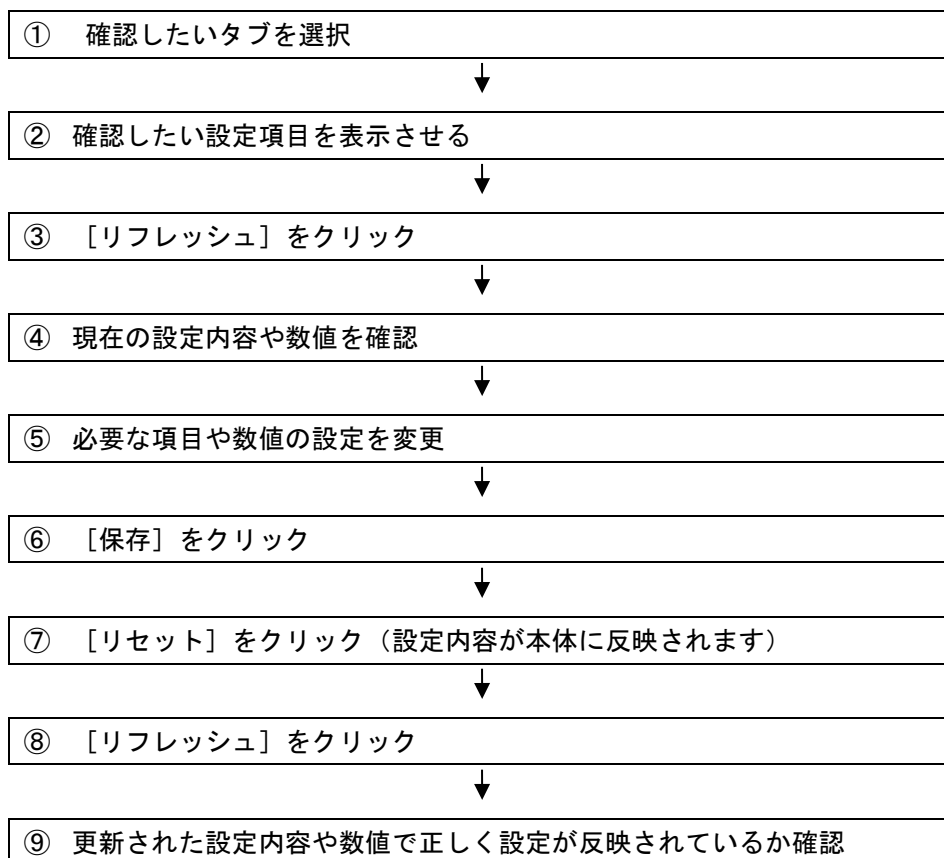 ① 確認したいタブを選択
② 確認したい設定項目を表示させる
③ ［リフレッシュ］をクリック
④ 現在の設定内容や数値を確認
⑤ 必要な項目や数値の設定を変更
⑥ ［保存］をクリック
⑦ ［リセット］をクリック（設定内容が本体に反映されます）
⑧ ［リフレッシュ］をクリック
⑨ 更新された設定内容や数値で正しく設定が反映されているか確認